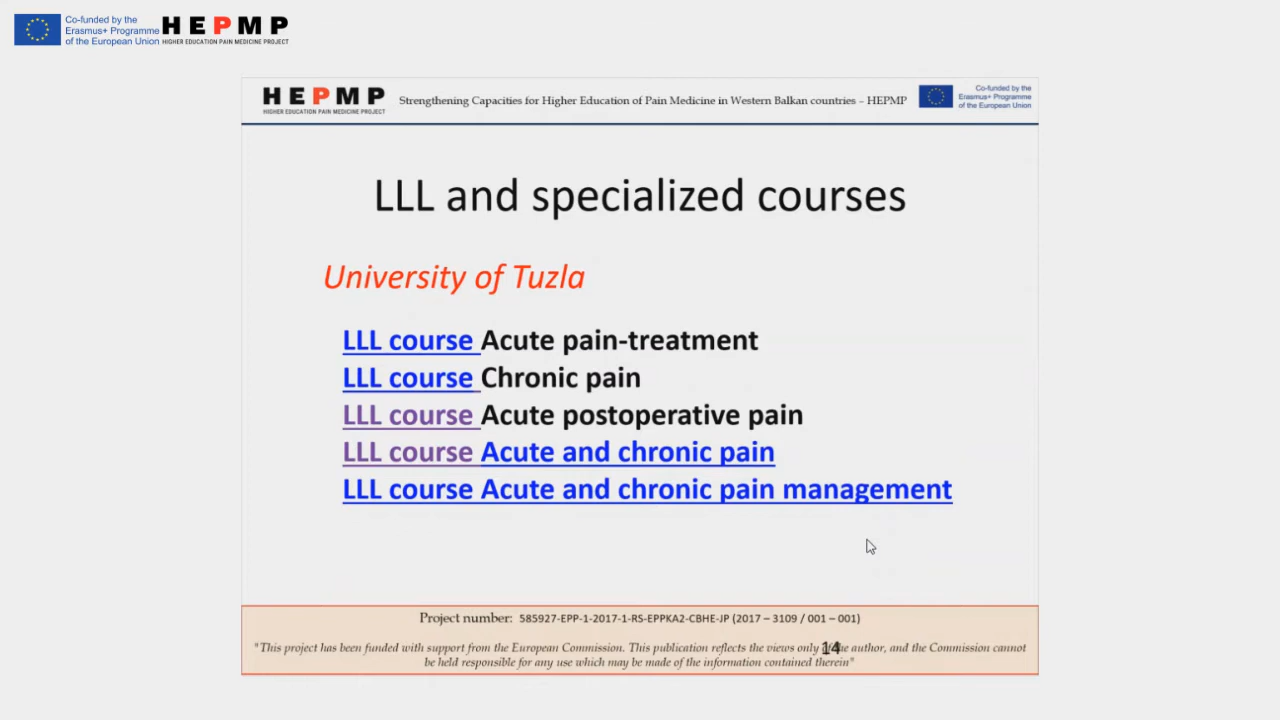 Co-funded by the
Erasmus+ Programme
of the European Union
HEPMP
HIGHER EDUCATION PAIN MEDICINE PROJECT
HEPMP
HIGHER EDUCATION PAIN MEDICINE PROJECT
Strengthening Capacities for Higher Education of Pain Medicine in Western Balkan countries – HEPMP
Co-funded by the
Erasmus+ Programme
of the European Union
LLL and specialized courses
University of Tuzla
LLL course Acute pain-treatment
LLL course Chronic pain
LLL course Acute postoperative pain
LLL course Acute and chronic pain
LLL course Acute and chronic pain management
Project number: 585927-EPP-1-2017-1-RS-EPPKA2-CBHE-JP (2017 – 3109 / 001 – 001)
"This project has been funded with support from the European Commission. This publication reflects the views only of the author, and the Commission cannot
be held responsible for any use which may be made of the information contained therein"
14